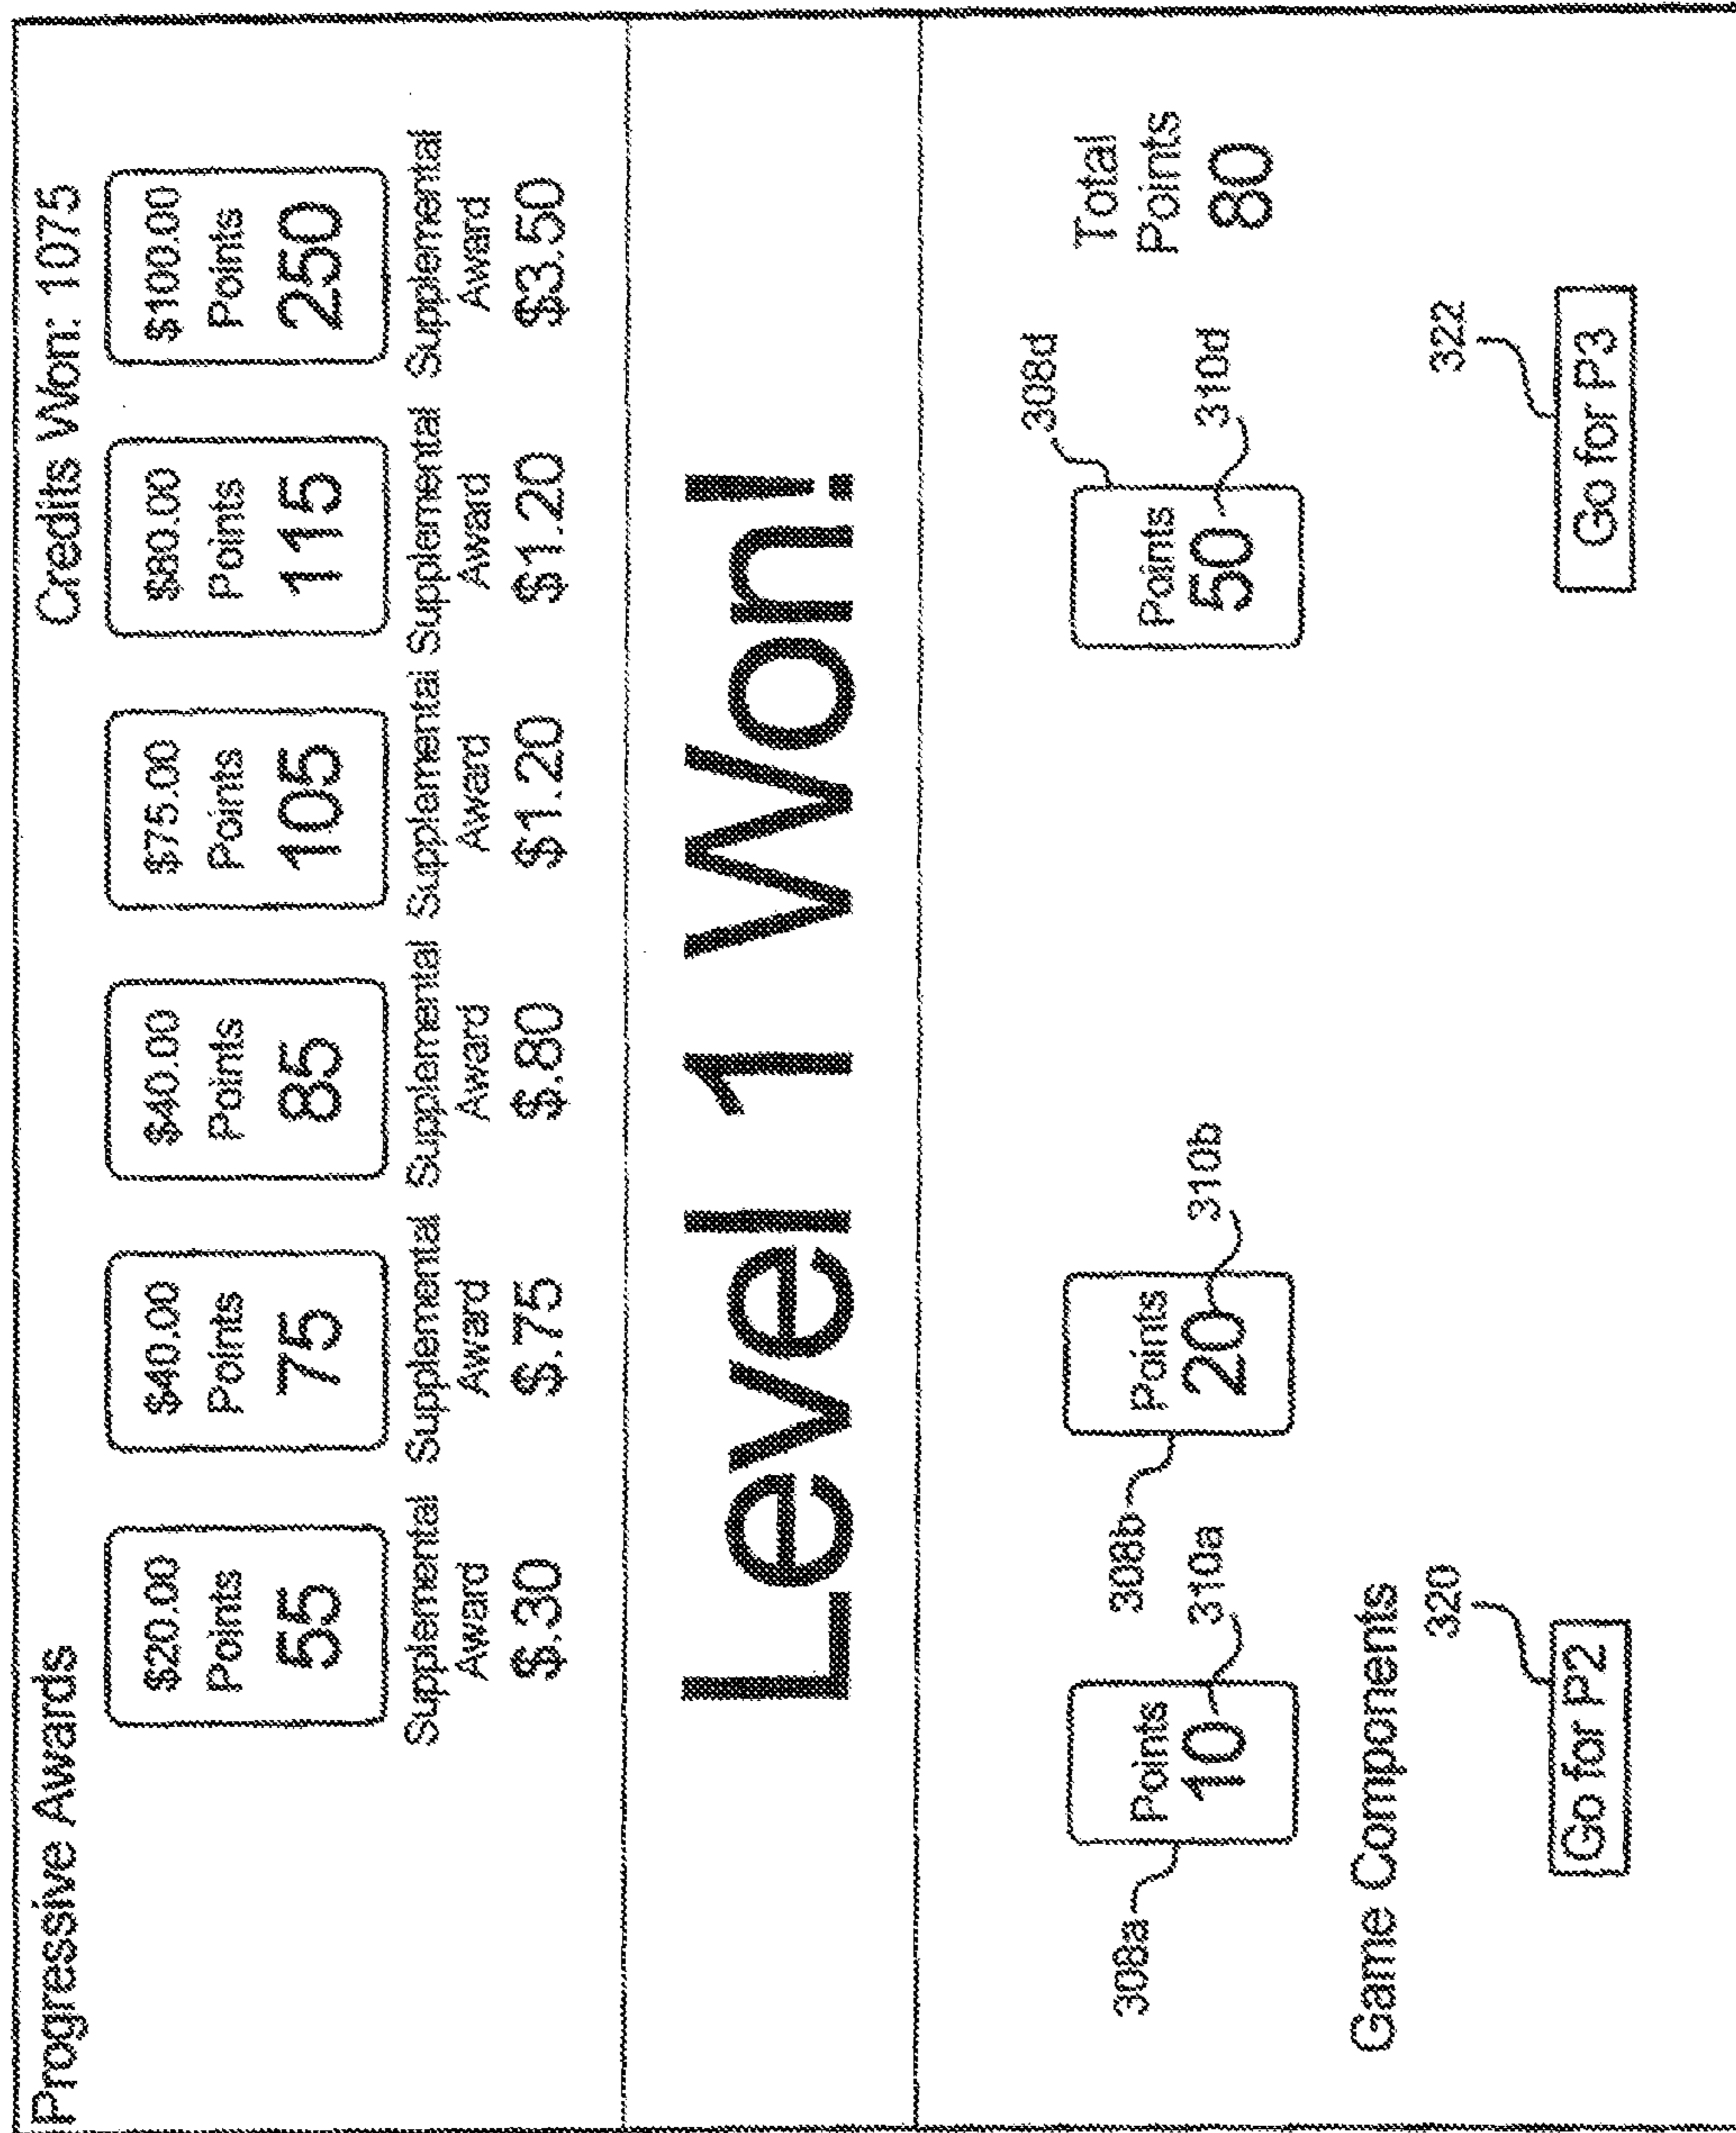 Progressive Awards Credits Won: 1075
$20.00 $40.00 $40.00 $75.00 $80.00 $100.00
Points Points Points Points Points Points
55 75 85 105 115 250
Supplemental Supplemental Supplemental Supplemental Supplemental Supplemental
Award Award Award Award Award Award
$.30 $.75 $.80 $1.20 $1.20 $3.50
Level 1 Won!
308a 308b 308d
Points Points Points
10 20 50
310a 310b 310d
Total
Points
80
Game Components
320 322
Go for P2 Go for P3